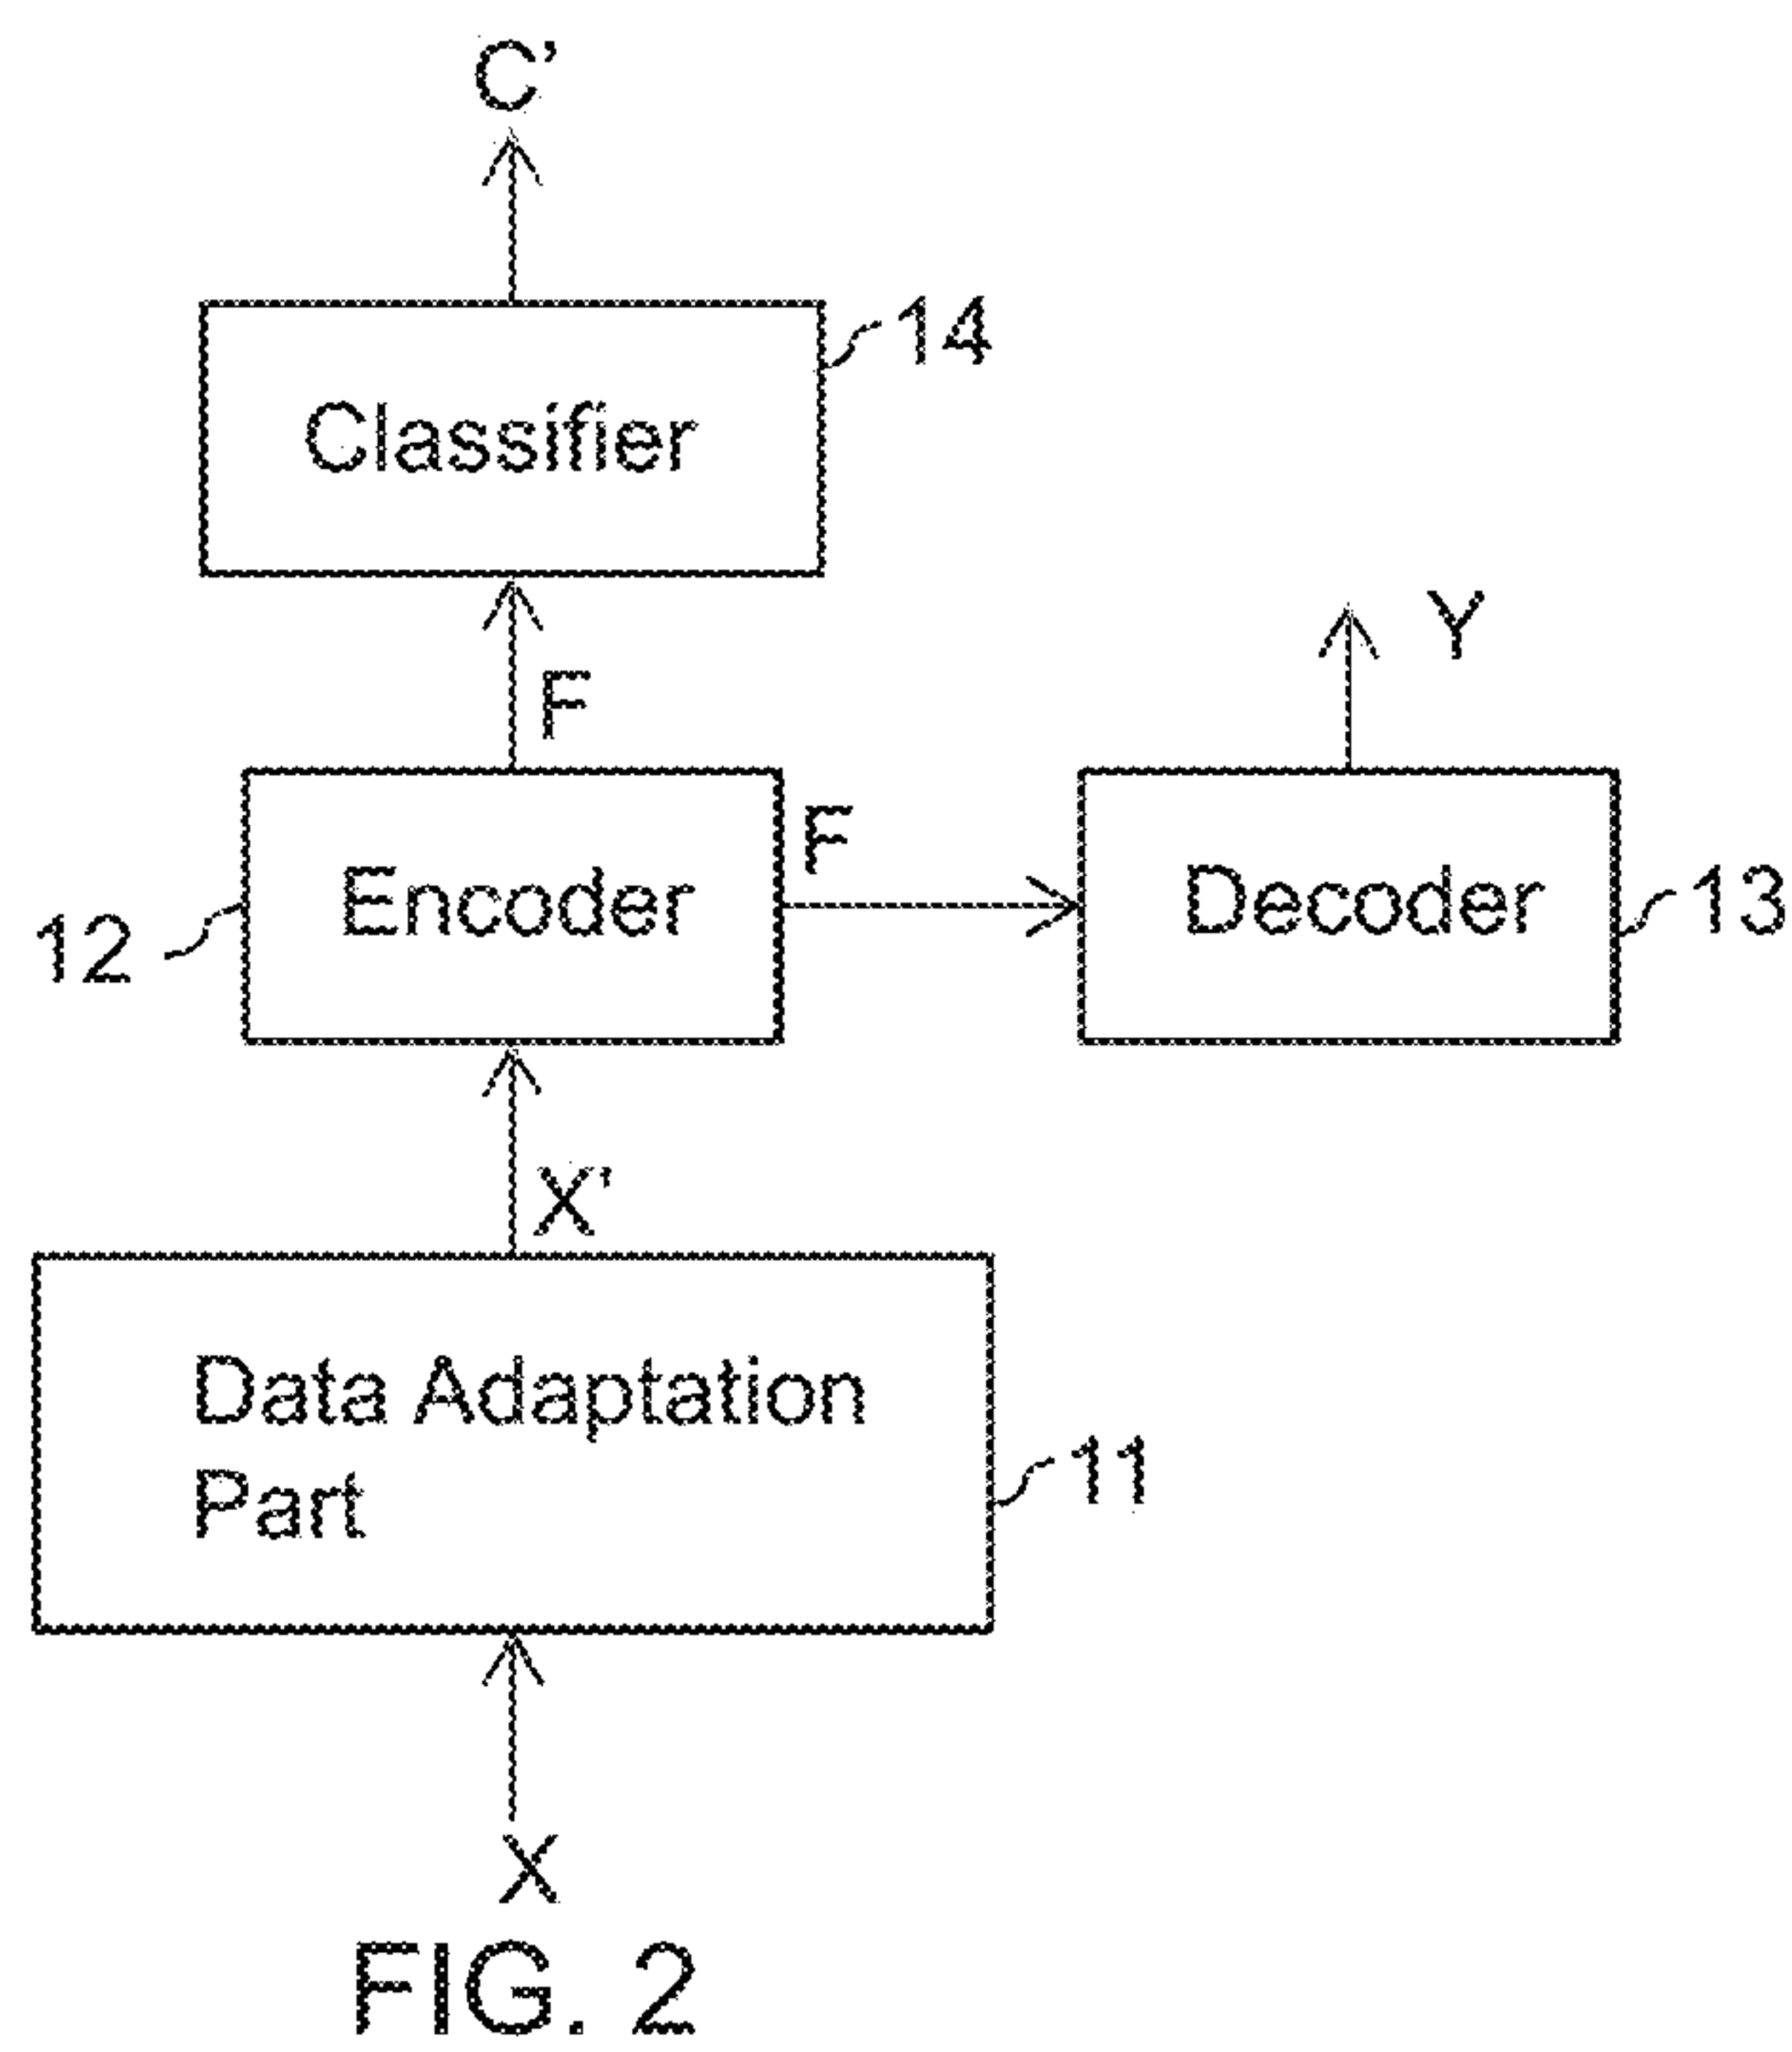 C'
14
Classifier
Y
F
F
Encoder
Decoder
13
12
X'
Data Adaptation
Part
11
X
FIG. 2